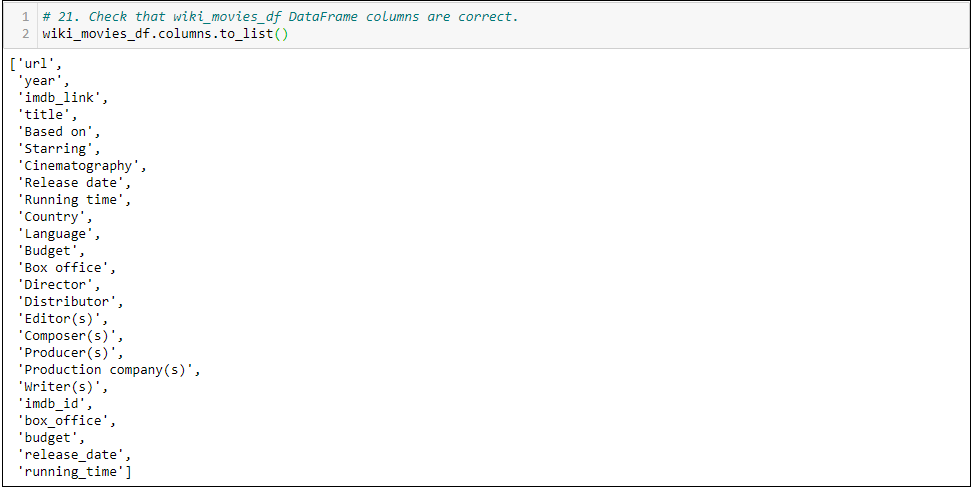 1 # 21. Check that wiki_movies_df DataFrame columns are correct.
2 wiki_movies_df.columns.to_list()
['url',
 'year',
 'imdb_link',
 'title',
 'Based on',
 'Starring',
 'Cinematography',
 'Release date',
 'Running time',
 'Country',
 'Language',
 'Budget',
 'Box office',
 'Director',
 'Distributor',
 'Editor(s)',
 'Composer(s)',
 'Producer(s)',
 'Production company(s)',
 'Writer(s)',
 'imdb_id',
 'box_office',
 'budget',
 'release_date',
 'running_time']